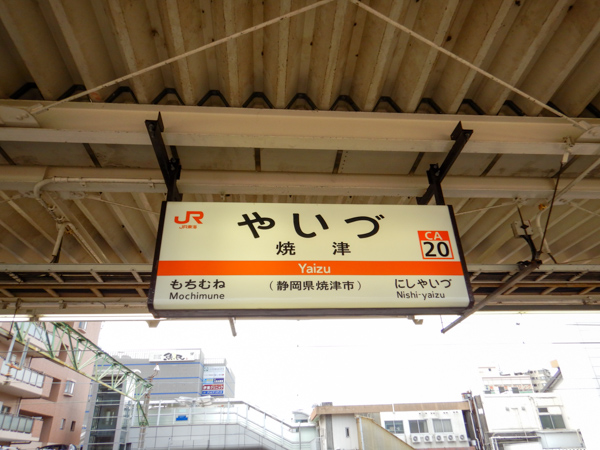 JR
JR東海
やいづ
焼津
CA
20
Yaizu
もちむね
Mochimune
（静岡県焼津市）
にしやいづ
Nishi-yaizu